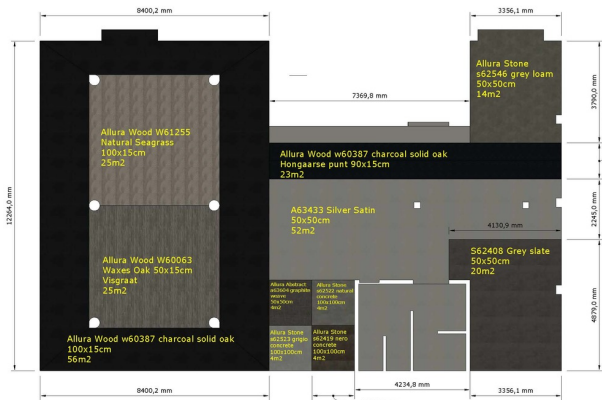 8400,2 mm
3356,1 mm
7369,8 mm
3790,0 mm
12264,0 mm
2245,0 mm
4879,0 mm
4130,9 mm
Allura Stone
s62546 grey loam
50x50cm
14m2
Allura Wood W61255
Natural Seagrass
100x15cm
25m2
Allura Wood w60387 charcoal solid oak
Hongaarse punt 90x15cm
23m2
A63433 Silver Satin
50x50cm
52m2
S62408 Grey slate
50x50cm
20m2
Allura Wood W60063
Waxes Oak 50x15cm
Visgraat
25m2
Allura Abstract
a63604 graphite
weave
50x50cm
4m2
Allura Stone
s62522 natural
concrete
100x100cm
4m2
Allura Stone
s62523 grigio
concrete
100x100cm
4m2
Allura Stone
s62419 nero
concrete
100x100cm
4m2
Allura Wood w60387 charcoal solid oak
100x15cm
56m2
8400,2 mm
4234,8 mm
3356,1 mm